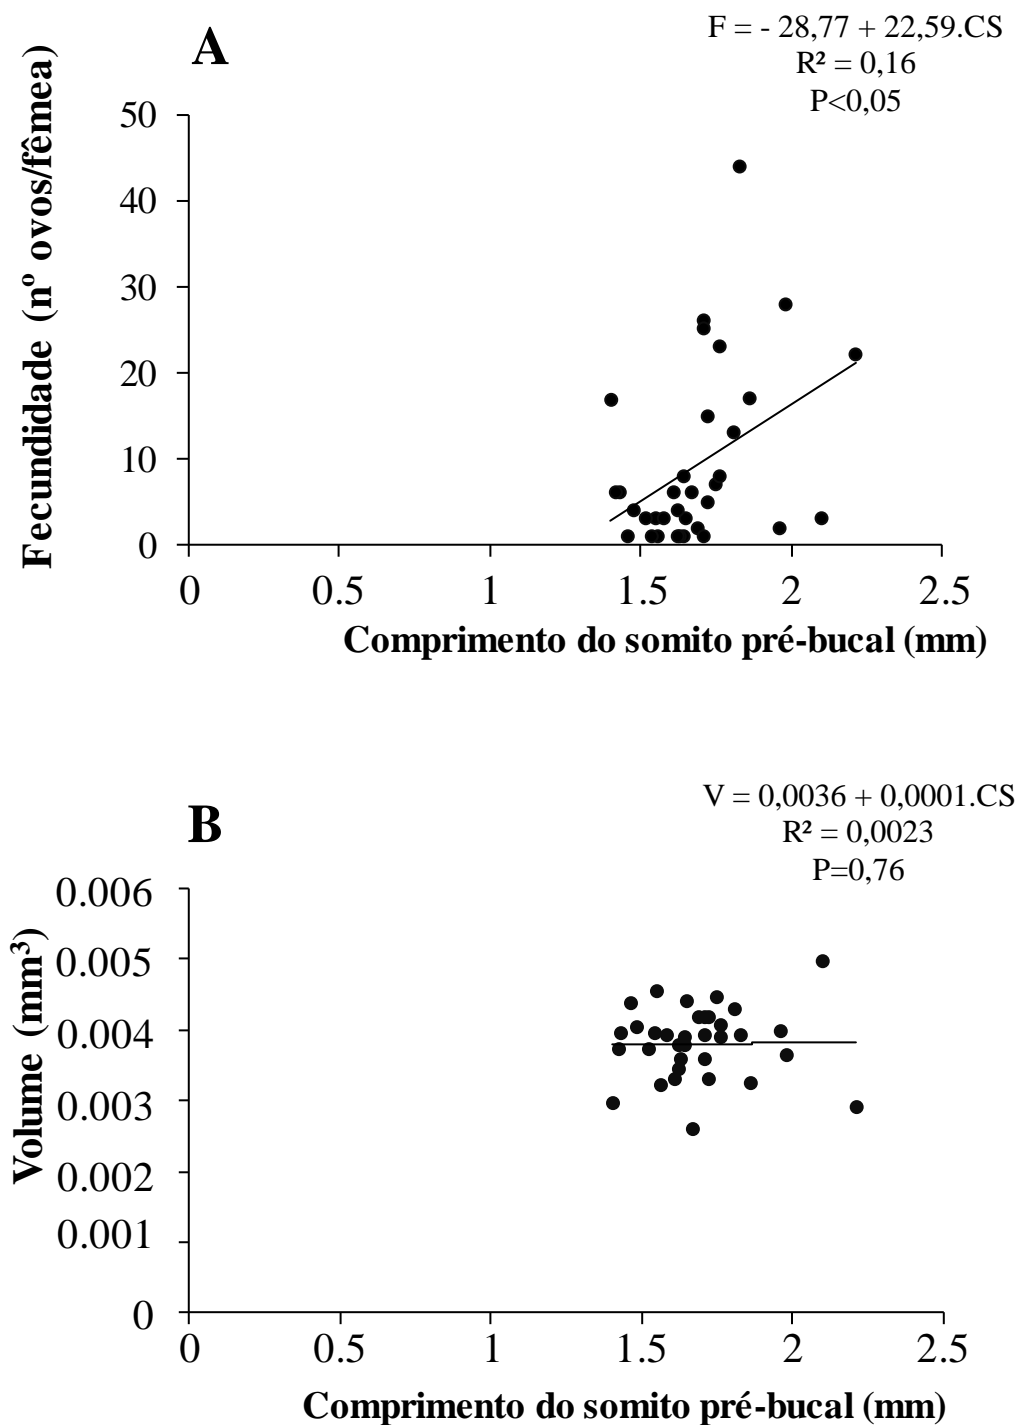 A
F = - 28,77 + 22,59.CS
R² = 0,16
P<0,05
Fecundidade (nº ovos/fêmea)
50
40
30
20
10
0
0 0.5 1 1.5 2 2.5
Comprimento do somito pré-bucal (mm)
B
V = 0,0036 + 0,0001.CS
R² = 0,0023
P=0,76
Volume (mm³)
0.006
0.005
0.004
0.003
0.002
0.001
0
0 0.5 1 1.5 2 2.5
Comprimento do somito pré-bucal (mm)